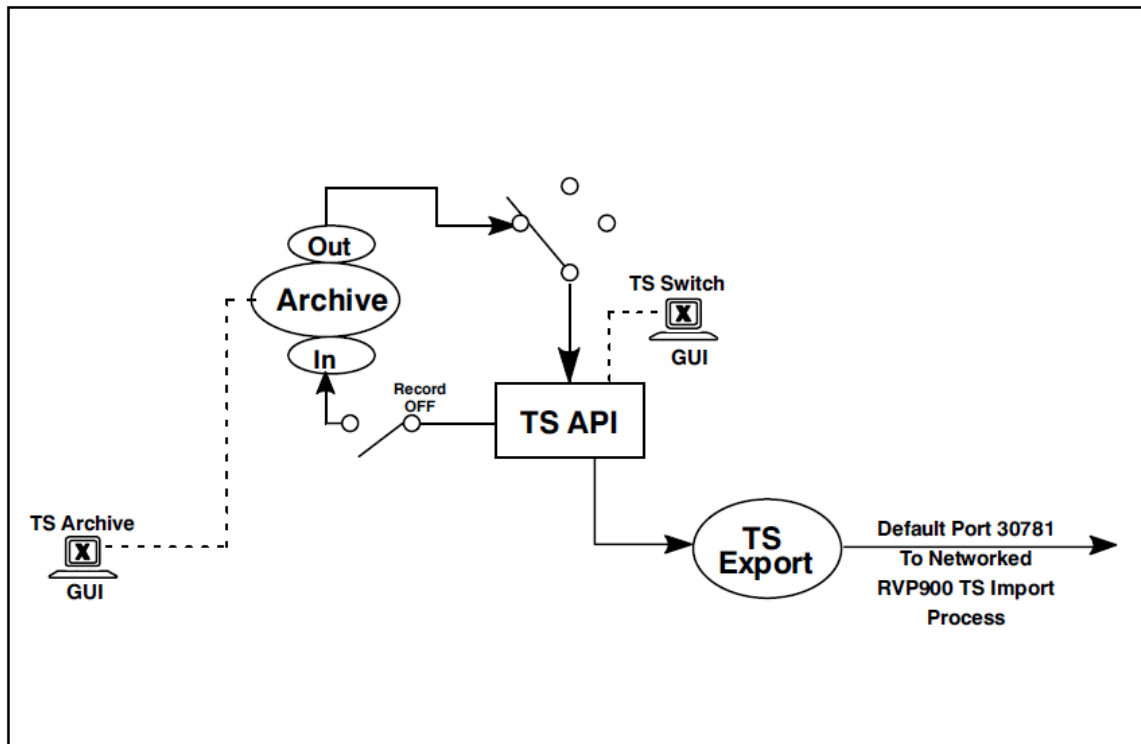 Out
Archive
In
Record
OFF
TS Switch
X
GUI
TS API
TS Archive
X
GUI
TS
Export
Default Port 30781
To Networked
RVP900 TS Import
Process